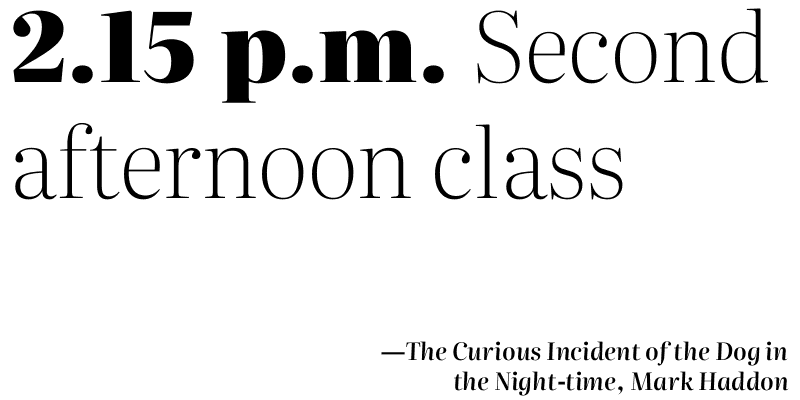 2.15 p.m. Second
afternoon class
—The Curious Incident of the Dog in
the Night-time, Mark Haddon